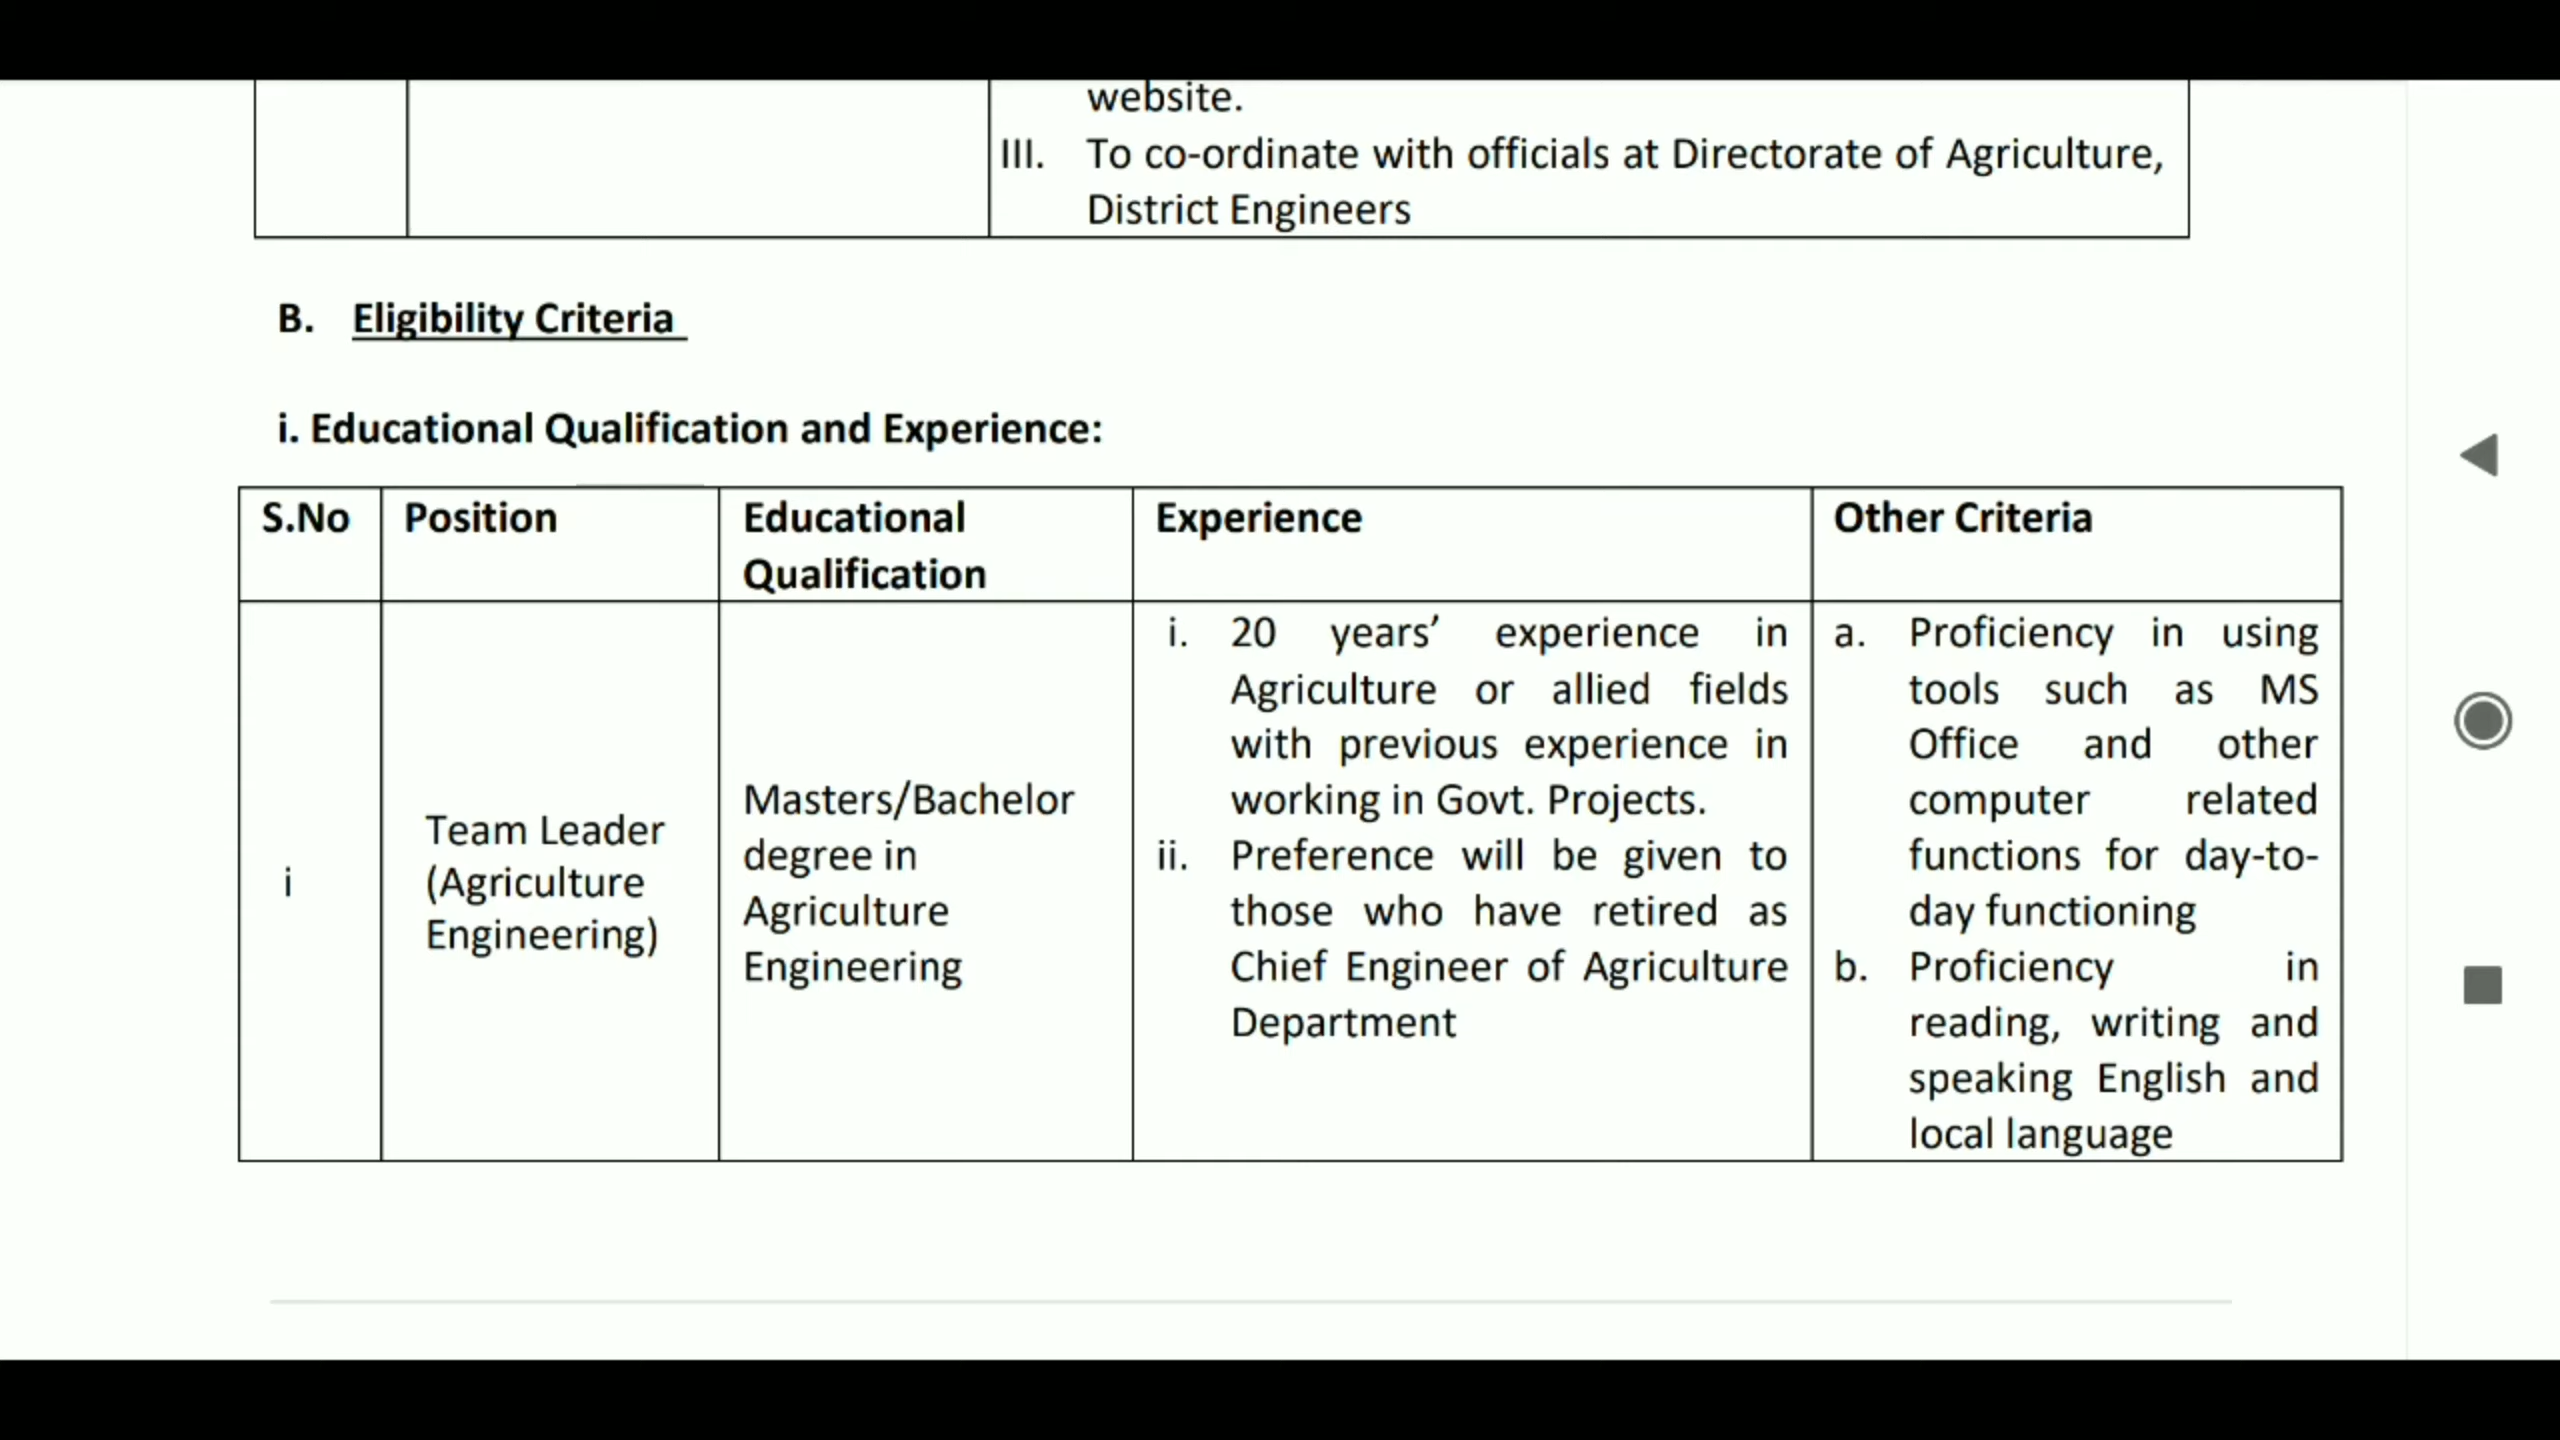 website.
III. To co-ordinate with officials at Directorate of Agriculture,
District Engineers
B. Eligibility Criteria
i. Educational Qualification and Experience:
S.No
Position
Educational
Qualification
Experience
Other Criteria
i
Team Leader
(Agriculture
Engineering)
Masters/Bachelor
degree in
Agriculture
Engineering
i. 20 years’ experience in
Agriculture or allied fields
with previous experience in
working in Govt. Projects.
ii. Preference will be given to
those who have retired as
Chief Engineer of Agriculture
Department
a. Proficiency in using
tools such as MS
Office and other
computer related
functions for day-to-
day functioning
b. Proficiency in
reading, writing and
speaking English and
local language